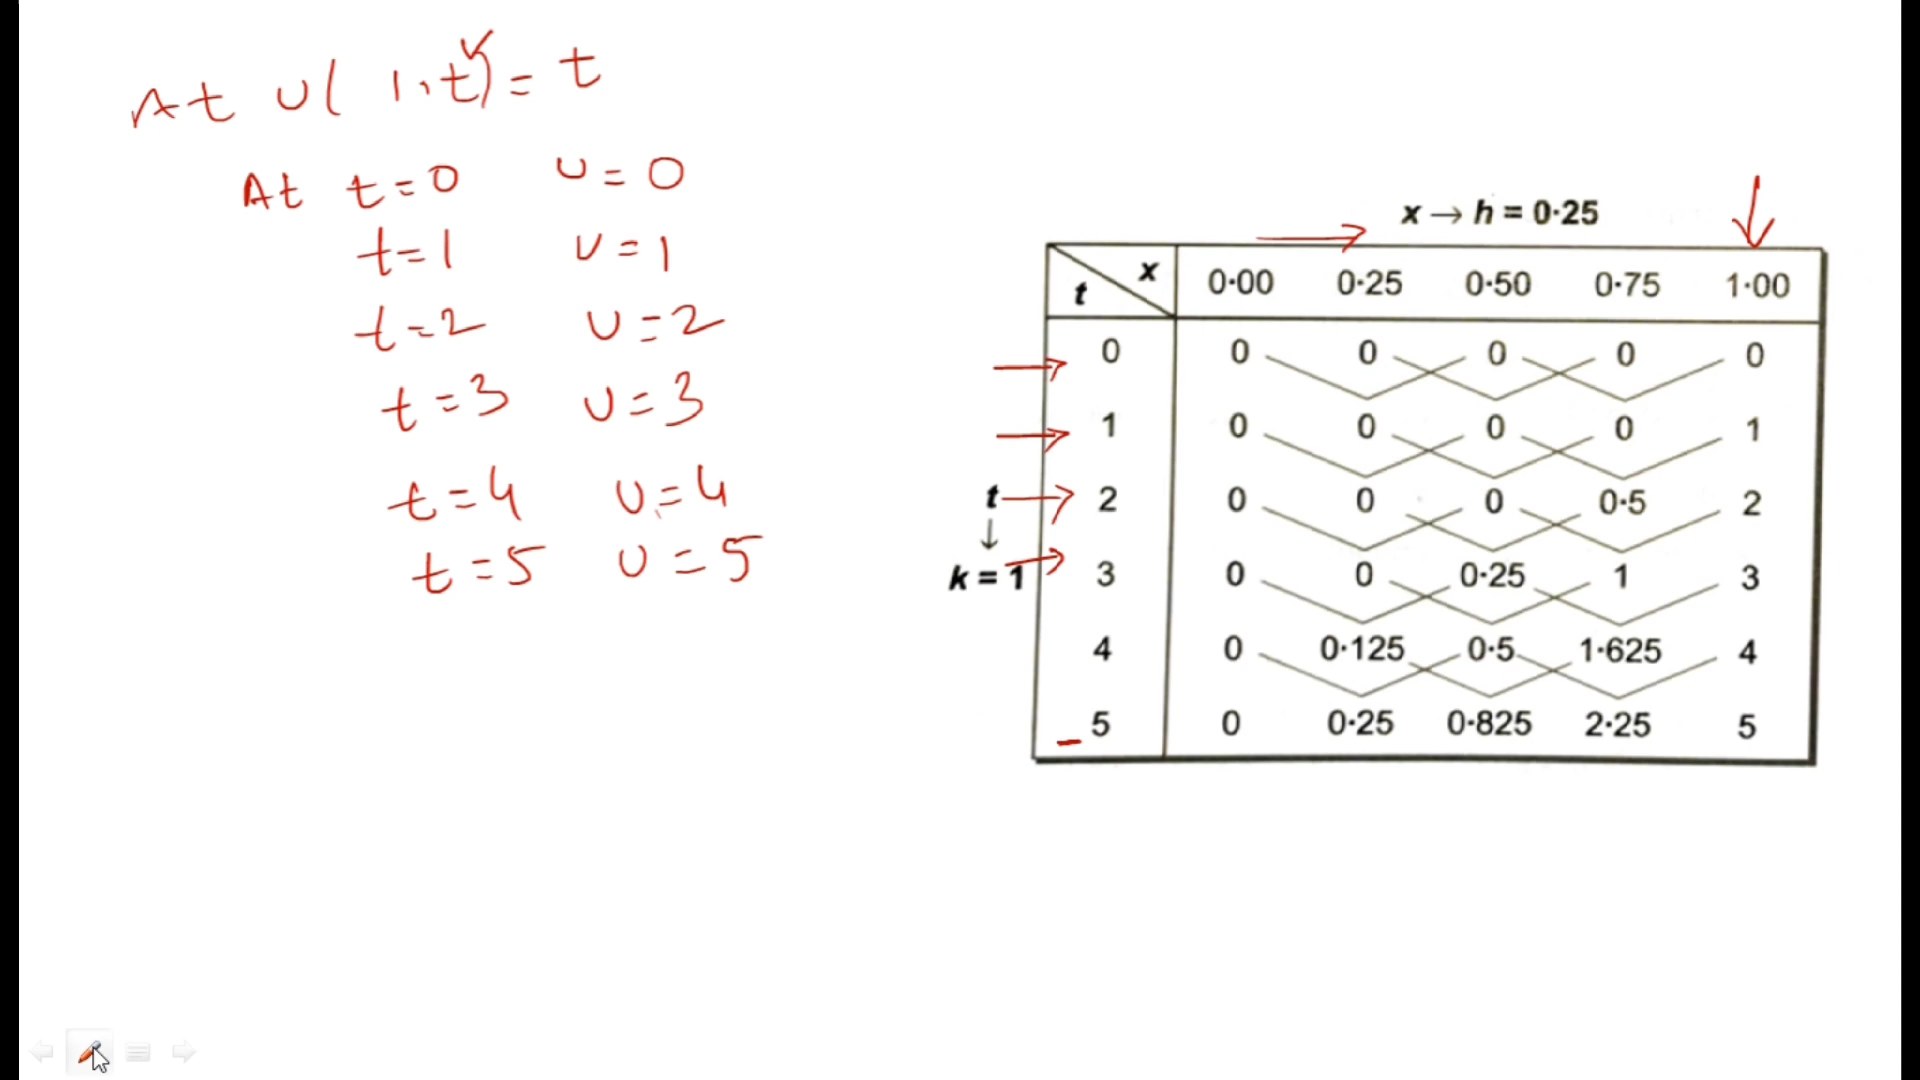 At u(1,t) = t
At t=0 u=0
t=1 u=1
t=2 u=2
t=3 u=3
t=4 u=4
t=5 u=5
x → h = 0·25
t x 0·00 0·25 0·50 0·75 1·00
0 0 0 0 0 0
1 0 0 0 0 1
2 0 0 0 0·5 2
3 0 0 0·25 1 3
4 0 0·125 0·5 1·625 4
5 0 0·25 0·825 2·25 5
t
↓
k = 1